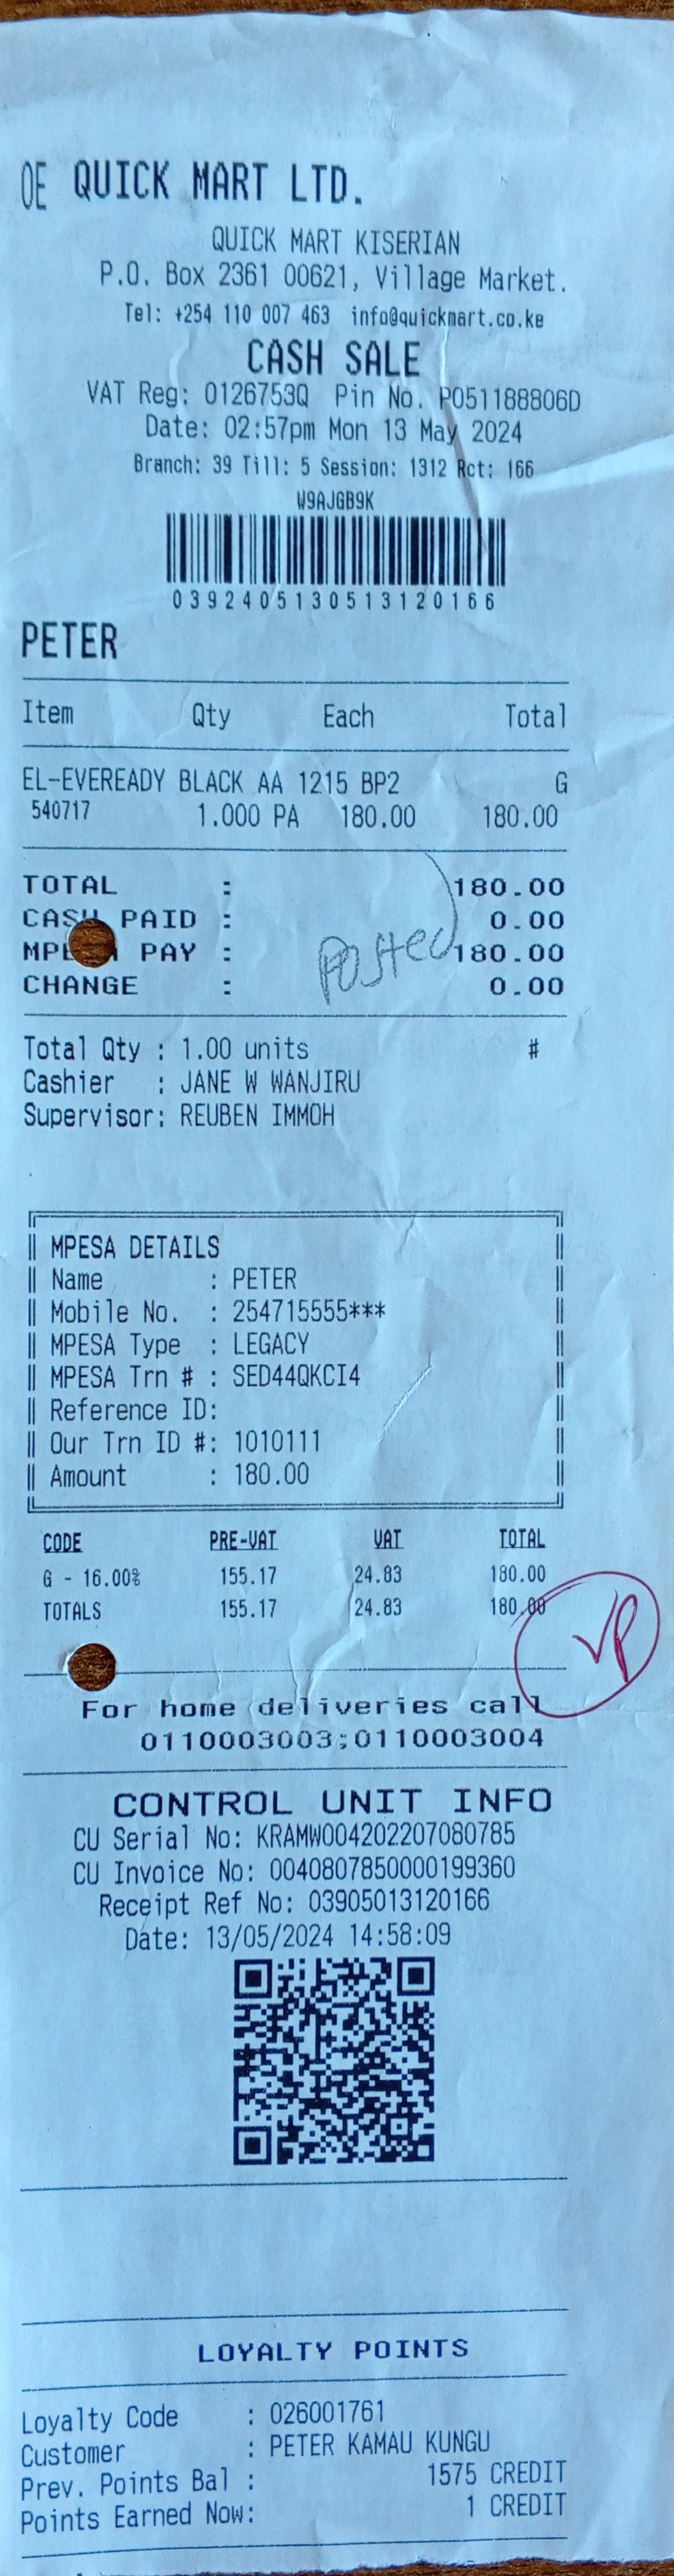 OE QUICK MART LTD.
QUICK MART KISERIAN
P.O. Box 2361 00621, Village Market.
Tel: +254 110 007 463 info@quickmart.co.ke
CASH SALE
VAT Reg: 0126753Q Pin No. P051188806D
Date: 02:57pm Mon 13 May 2024
Branch: 39 Till: 5 Session: 1312 Rct: 166
W9AJGB9K
03924051305131 20166
PETER
Item Qty Each Total
EL-EVEREADY BLACK AA 1215 BP2 G
540717 1.000 PA 180.00 180.00
TOTAL : 180.00
CASH PAID : 0.00
PAY : 180.00
Posted
CHANGE : 0.00
Total Qty : 1.00 units #
Cashier : JANE W WANJIRU
Supervisor: REUBEN IMMOH
MPESA DETAILS
Name : PETER
Mobile No. : 254715555***
MPESA Type : LEGACY
MPESA Trn # : SED44QKCI4
Reference ID:
Our Trn ID #: 1010111
Amount : 180.00
CODE PRE-VAT VAT TOTAL
G - 16.00% 155.17 24.83 180.00
TOTALS 155.17 24.83 180.00
VP
For home deliveries call
0110003003;0110003004
CONTROL UNIT INFO
CU Serial No: KRAMW004202207080785
CU Invoice No: 0040807850000199360
Receipt Ref No: 03905013120166
Date: 13/05/2024 14:58:09
LOYALTY POINTS
Loyalty Code : 026001761
Customer : PETER KAMAU KUNGU
Prev. Points Bal : 1575 CREDIT
Points Earned Now: 1 CREDIT